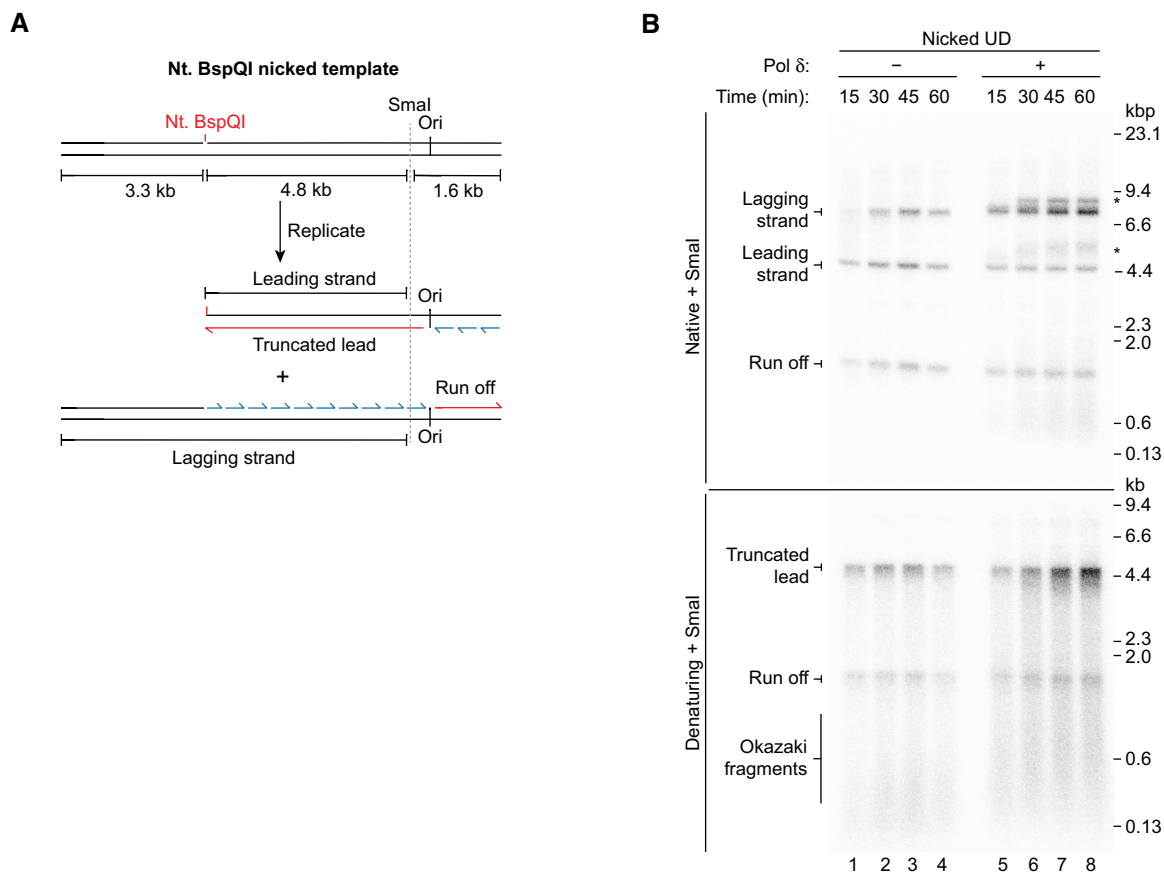 A
Nt. BspQI nicked template
SmaI
Nt. BspQI
Ori
3.3 kb
4.8 kb
1.6 kb
Replicate
Leading strand
Ori
Truncated lead
+
Run off
Ori
Lagging strand
B
Nicked UD
Pol δ:
−
+
Time (min):
15 30 45 60
15 30 45 60
kbp
23.1
9.4
*
6.6
*
4.4
2.3
2.0
0.6
0.13
Native + SmaI
Lagging
strand
Leading
strand
Run off
kb
9.4
6.6
4.4
2.3
2.0
0.6
0.13
Denaturing + SmaI
Truncated
lead
Run off
Okazaki
fragments
1 2 3 4 5 6 7 8